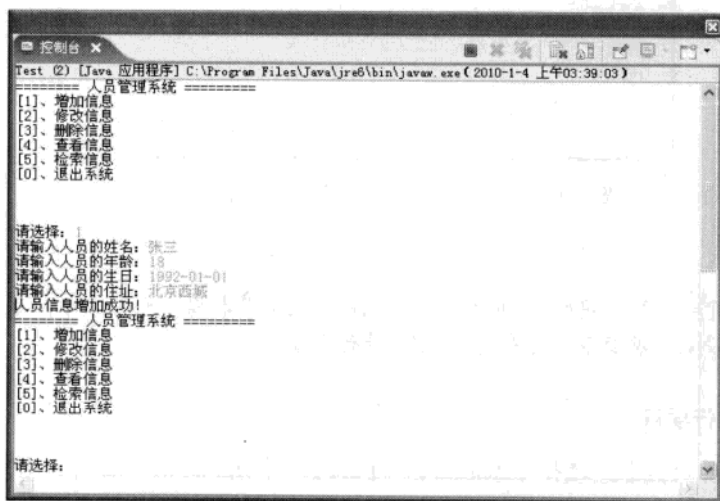 控制台
Test (2) [Java 应用程序] C:\Program Files\Java\jre6\bin\javaw.exe（2010-1-4 上午03:39:03）
======== 人员管理系统 =========
[1]、增加信息
[2]、修改信息
[3]、删除信息
[4]、查看信息
[5]、检索信息
[0]、退出系统
请选择：1
请输入人员的姓名：张三
请输入人员的年龄：18
请输入人员的生日：1992-01-01
请输入人员的住址：北京西城
人员信息增加成功！
======== 人员管理系统 =========
[1]、增加信息
[2]、修改信息
[3]、删除信息
[4]、查看信息
[5]、检索信息
[0]、退出系统
请选择：